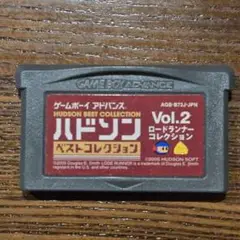 GAME BOY ADVANCE
ゲームボーイ アドバンス
AGB-B72J-JPN
HUDSON BEST COLLECTION
ハドソン
ベストコレクション
Vol.2
ロードランナー
コレクション
©2005 HUDSON SOFT